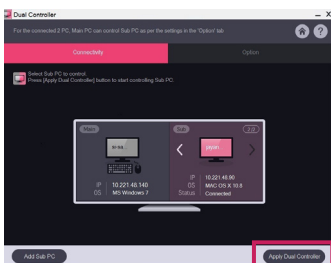 Dual Controller
For the connected 2 PC, Main PC can control Sub PC as per the settings in the 'Option' tab
Connectivity
Option
Select Sub PC to control.
Press [Apply Dual Controller] button to start controlling Sub PC
Main
Sub
IP 10.221.48.140
OS MS Windows 7
IP 10.221.48.90
OS MAC OS X 10.8
Status Connected
Add Sub PC
Apply Dual Controller